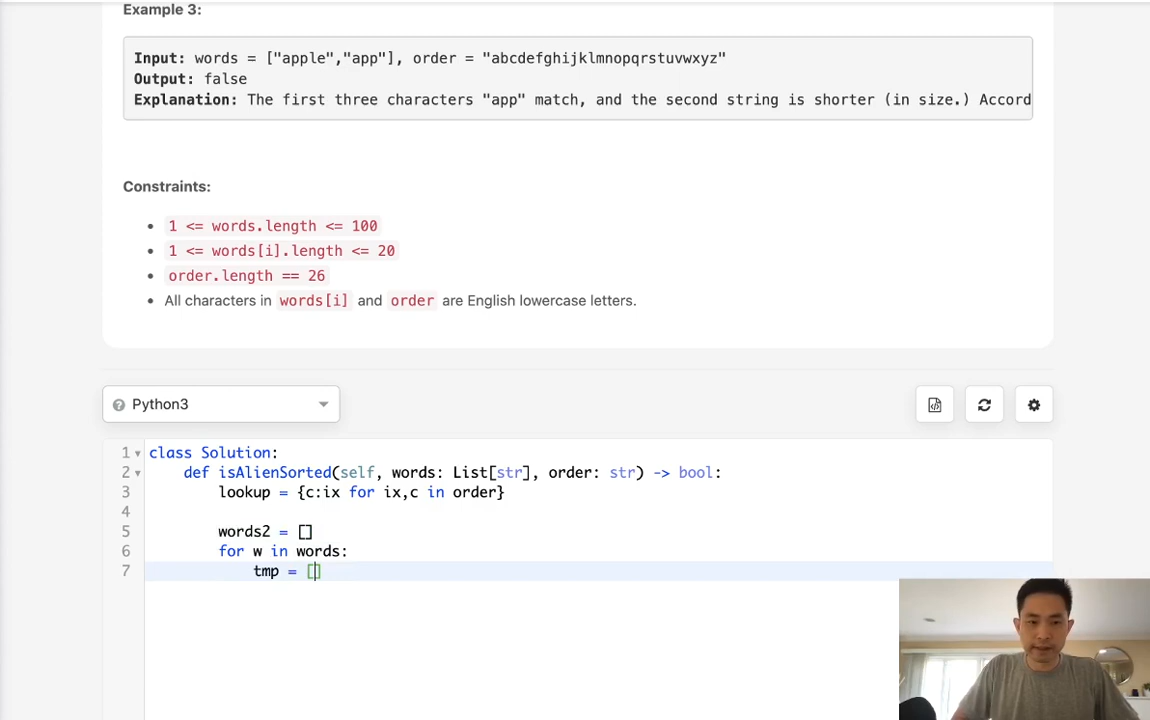 Example 3:
Input: words = ["apple","app"], order = "abcdefghijklmnopqrstuvwxyz"
Output: false
Explanation: The first three characters "app" match, and the second string is shorter (in size.) Accord
Constraints:
1 <= words.length <= 100
1 <= words[i].length <= 20
order.length == 26
All characters in words[i] and order are English lowercase letters.
Python3
1 class Solution:
2 def isAlienSorted(self, words: List[str], order: str) -> bool:
3 lookup = {c:ix for ix,c in order}
4
5 words2 = []
6 for w in words:
7 tmp = []